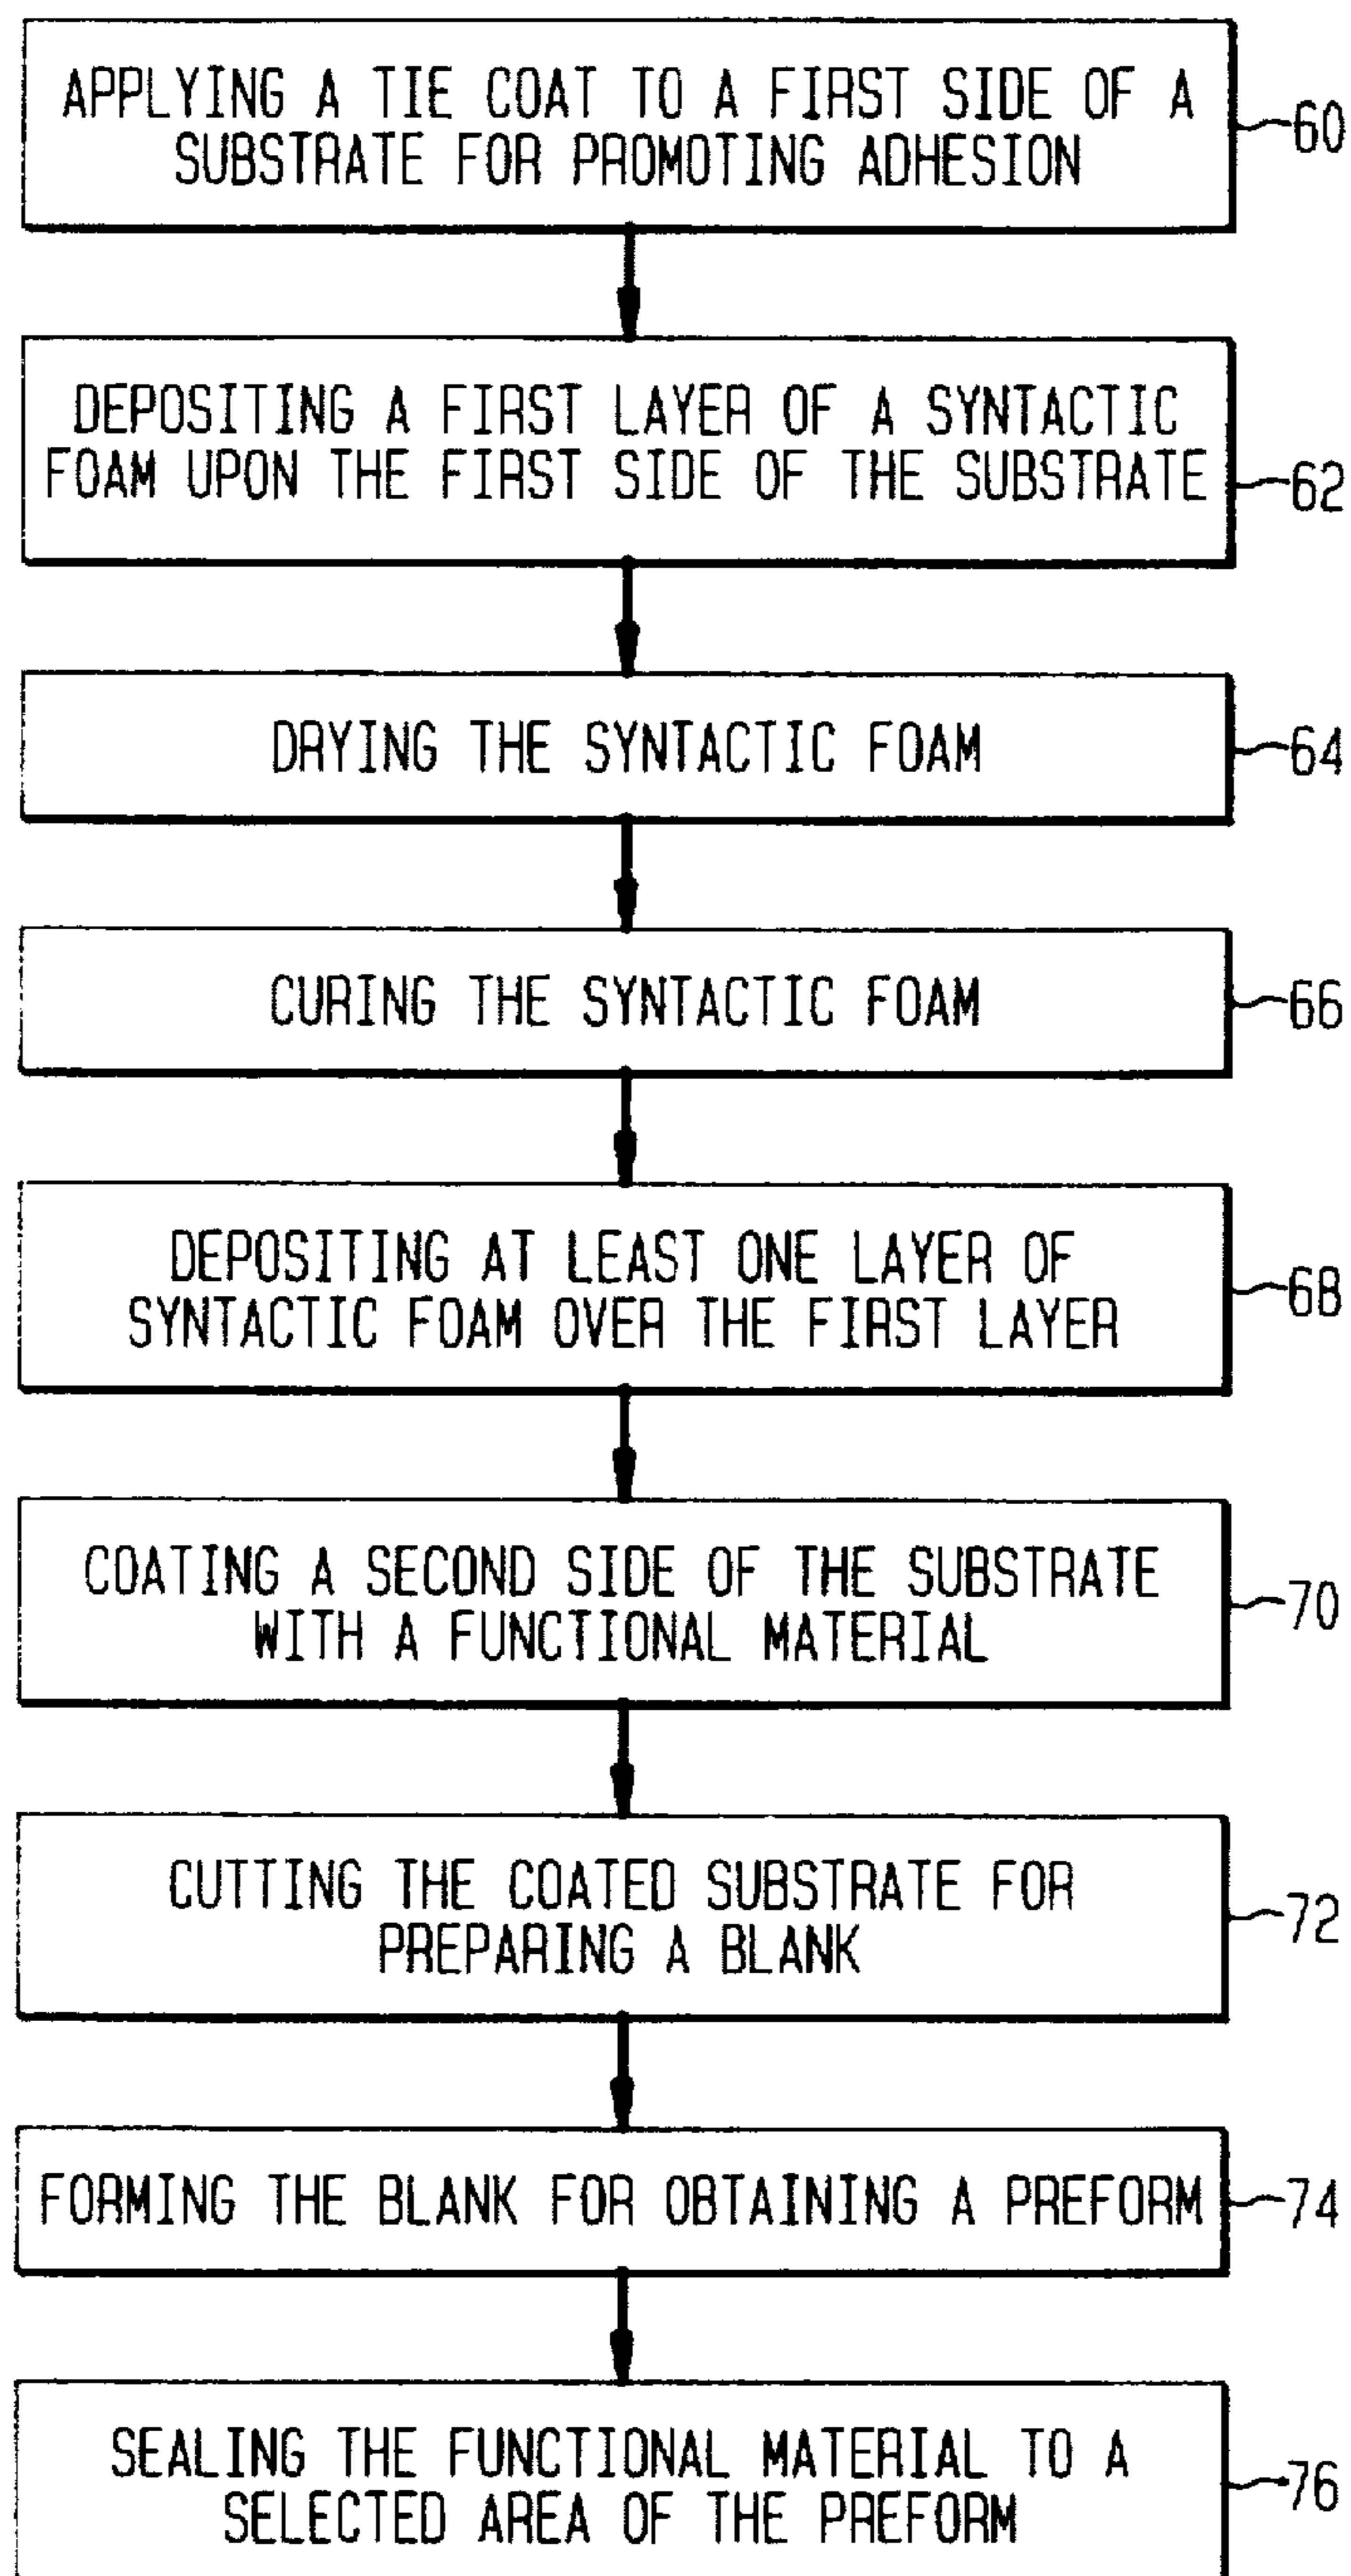 APPLYING A TIE COAT TO A FIRST SIDE OF A
SUBSTRATE FOR PROMOTING ADHESION
60
DEPOSITING A FIRST LAYER OF A SYNTACTIC
FOAM UPON THE FIRST SIDE OF THE SUBSTRATE
62
DRYING THE SYNTACTIC FOAM
64
CURING THE SYNTACTIC FOAM
66
DEPOSITING AT LEAST ONE LAYER OF
SYNTACTIC FOAM OVER THE FIRST LAYER
68
COATING A SECOND SIDE OF THE SUBSTRATE
WITH A FUNCTIONAL MATERIAL
70
CUTTING THE COATED SUBSTRATE FOR
PREPARING A BLANK
72
FORMING THE BLANK FOR OBTAINING A PREFORM
74
SEALING THE FUNCTIONAL MATERIAL TO A
SELECTED AREA OF THE PREFORM
76